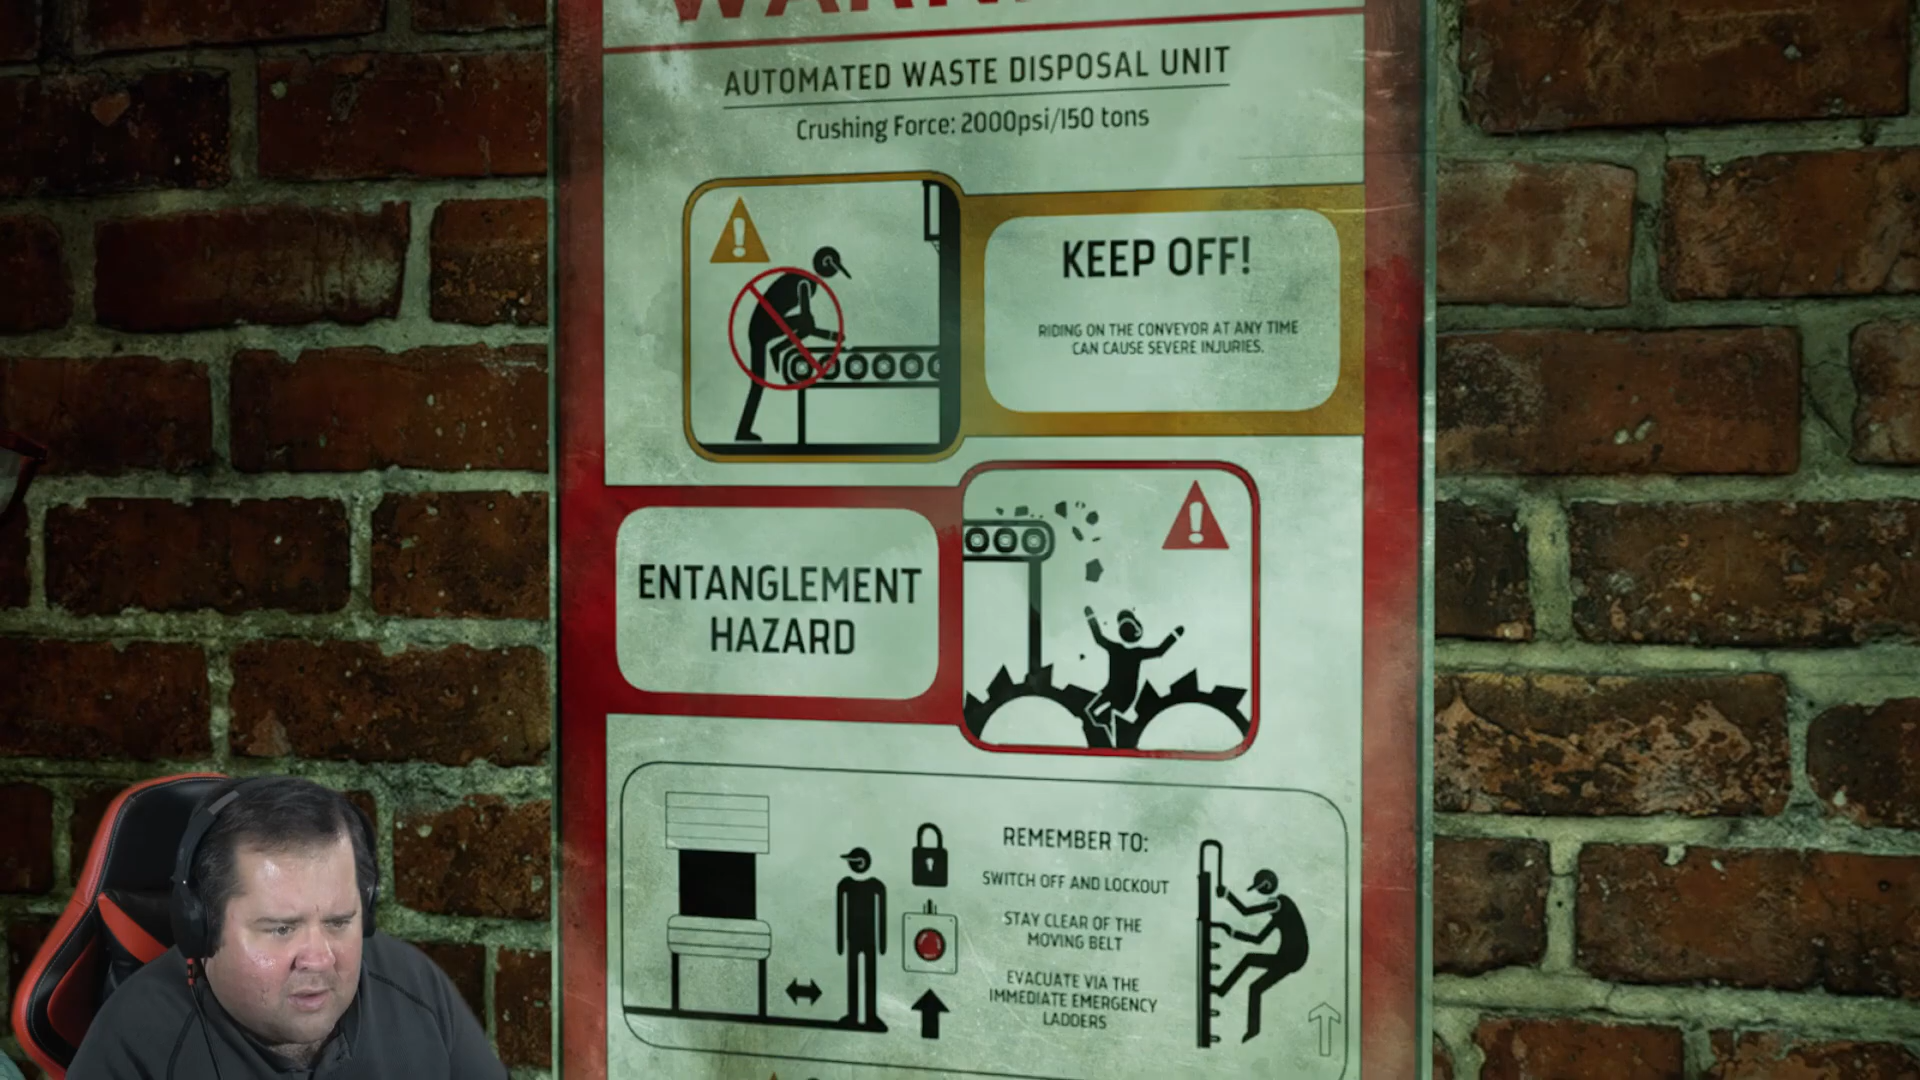 AUTOMATED WASTE DISPOSAL UNIT
Crushing Force: 2000psi/150 tons
KEEP OFF!
RIDING ON THE CONVEYOR AT ANY TIME
CAN CAUSE SEVERE INJURIES.
ENTANGLEMENT
HAZARD
REMEMBER TO:
SWITCH OFF AND LOCKOUT
STAY CLEAR OF THE
MOVING BELT
EVACUATE VIA THE
IMMEDIATE EMERGENCY
LADDERS